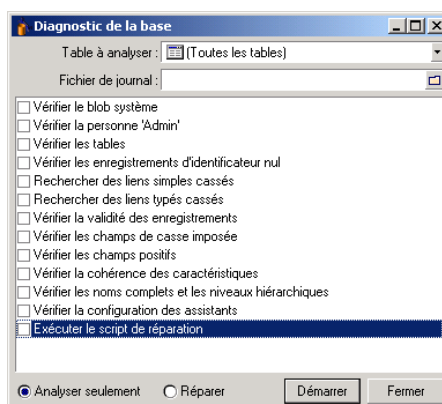 Diagnostic de la base
Table à analyser : (Toutes les tables)
Fichier de journal :
Vérifier le blob système
Vérifier la personne 'Admin'
Vérifier les tables
Vérifier les enregistrements d'identificateur nul
Rechercher des liens simples cassés
Rechercher des liens typés cassés
Vérifier la validité des enregistrements
Vérifier les champs de casse imposée
Vérifier les champs positifs
Vérifier la cohérence des caractéristiques
Vérifier les noms complets et les niveaux hiérarchiques
Vérifier la configuration des assistants
Exécuter le script de réparation
Analyser seulement Réparer Démarrer Fermer